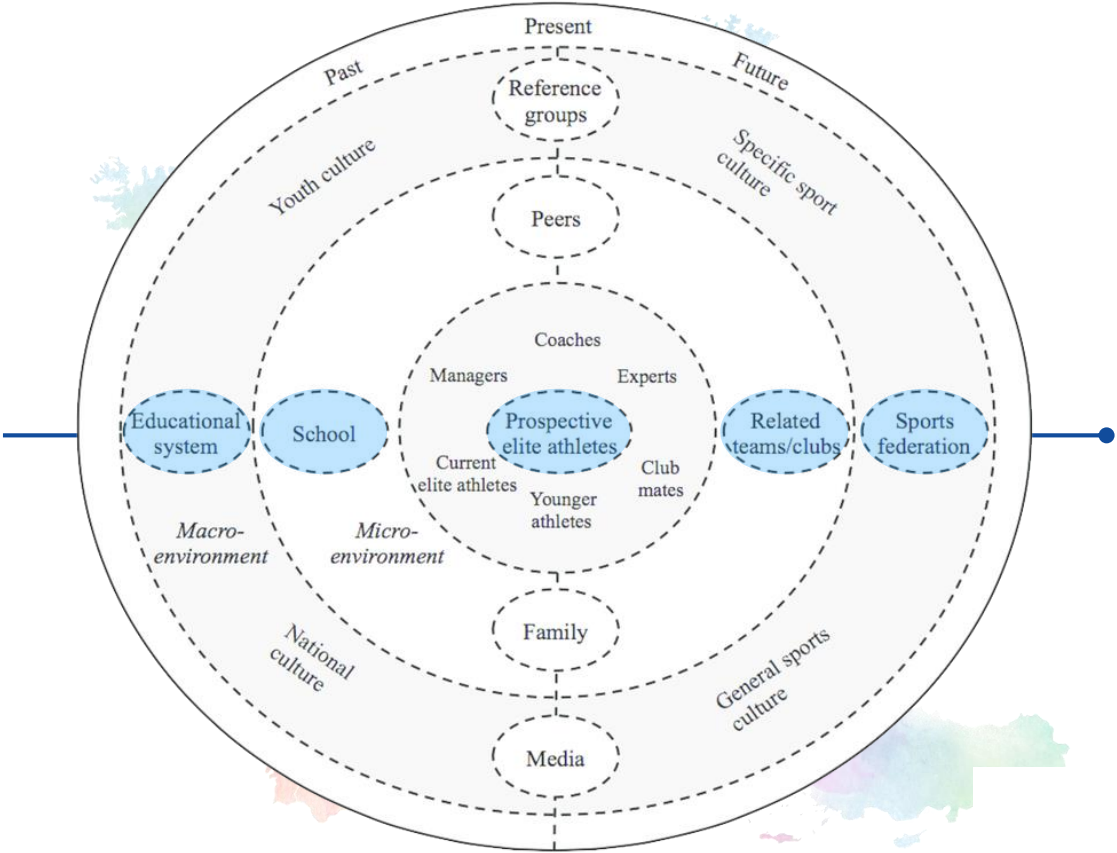 Present
Past
Future
Reference
groups
Youth culture
Specific sport
culture
Peers
Coaches
Managers
Experts
Educational
system
School
Prospective
elite athletes
Related
teams/clubs
Sports
federation
Current
elite athletes
Club
mates
Younger
athletes
Macro-
environment
Micro-
environment
Family
National
culture
General sports
culture
Media